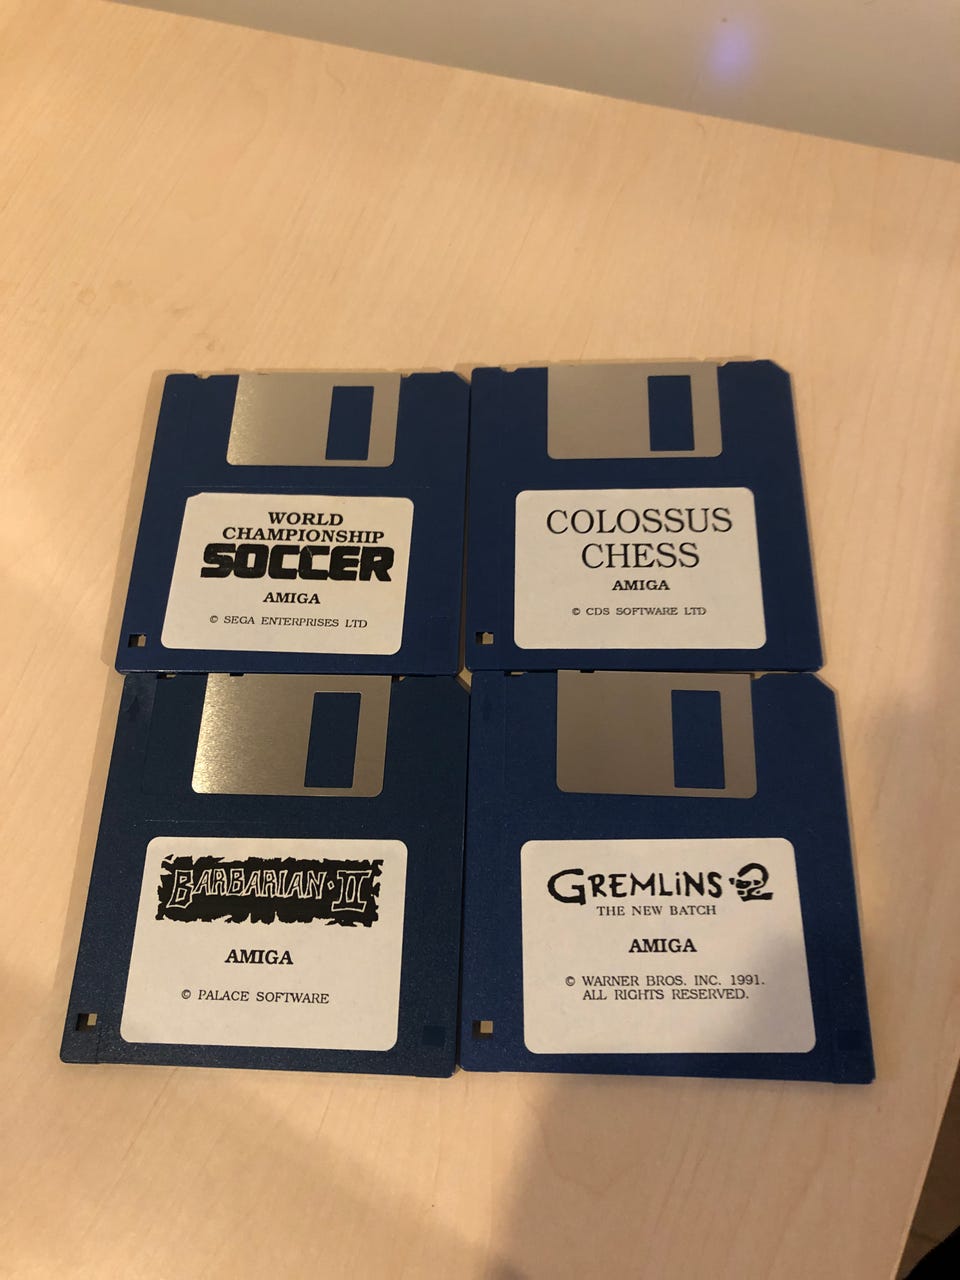 WORLD
CHAMPIONSHIP
SOCCER
AMIGA
© SEGA ENTERPRISES LTD
COLOSSUS
CHESS
AMIGA
© CDS SOFTWARE LTD
BARBARIAN·II
AMIGA
© PALACE SOFTWARE
GREMLiNS·2
THE NEW BATCH
AMIGA
© WARNER BROS. INC. 1991.
ALL RIGHTS RESERVED.